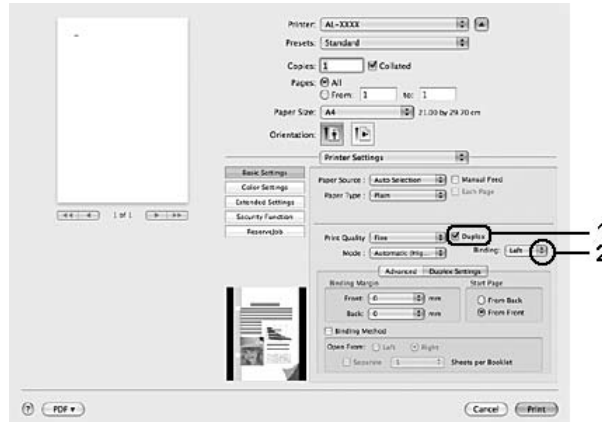 Printer: AL-XXXX
Presets: Standard
Copies: 1 Collated
Pages: All
From: 1 to: 1
Paper Size: A4 21.00 by 29.70 cm
Orientation:
Printer Settings
Basic Settings
Color Settings
Extended Settings
Security Function
ReserveJob
Paper Source : Auto Selection Manual Feed
Paper Type : Plain Each Page
Print Quality : Fine Duplex 1
Mode : Automatic (Hig... Binding: Left 2
Advanced Duplex Settings
Binding Margin Start Page
Front: 0 mm From Back
Back: 0 mm From Front
Binding Method
Open From: Left Right
Separate 1 Sheets per Booklet
1 of 1
? PDF Cancel Print